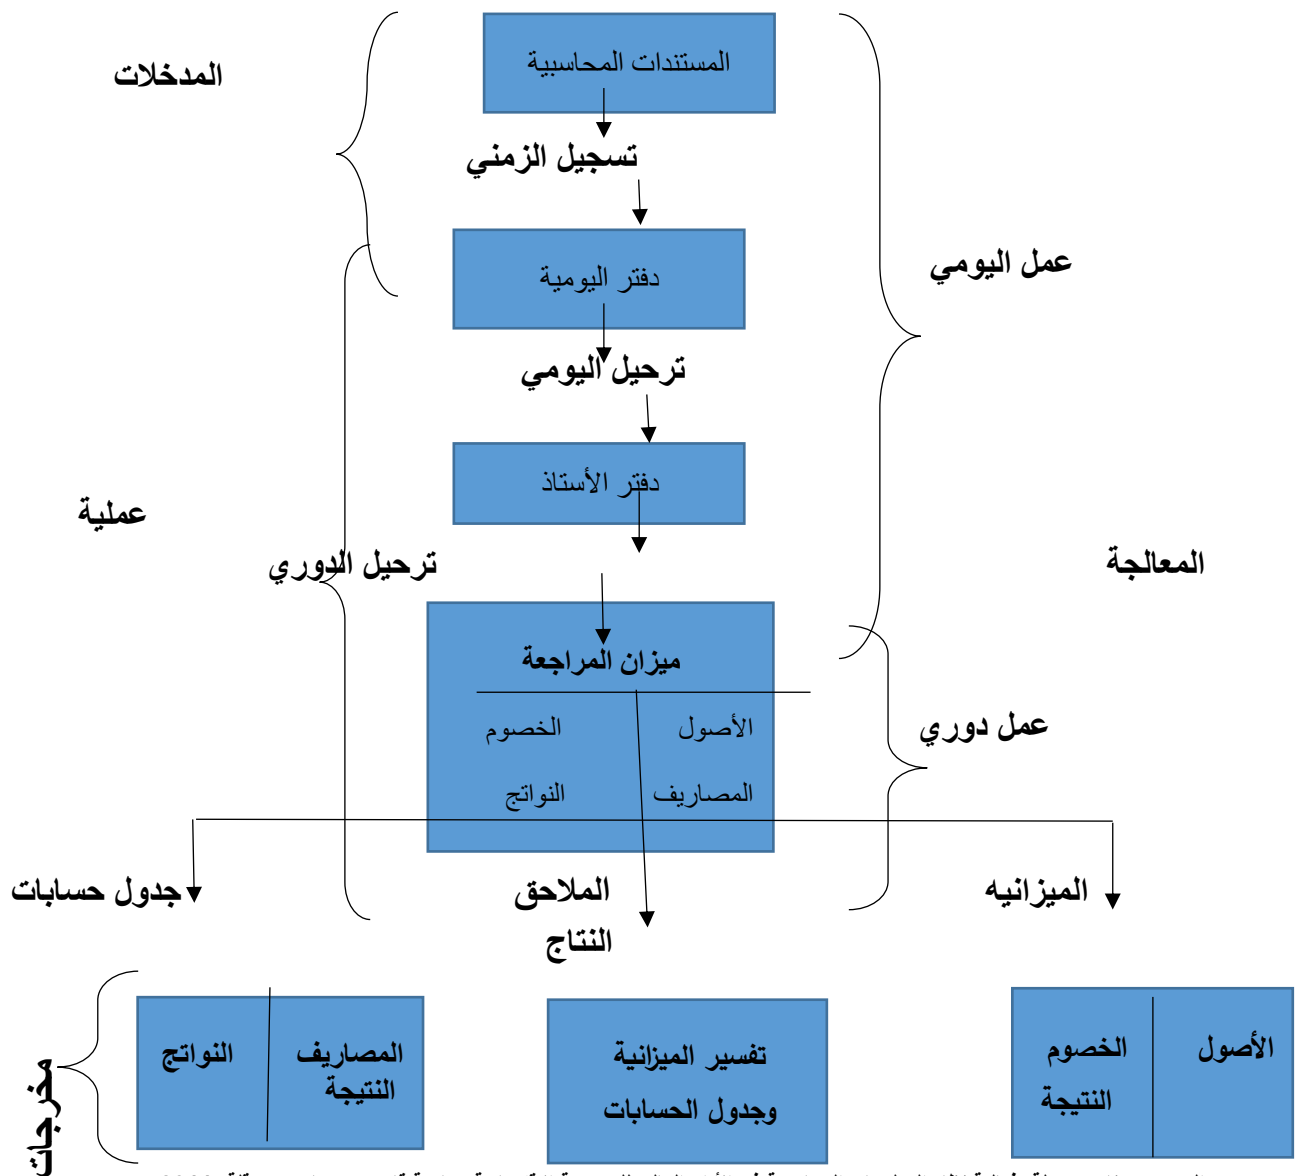 المستندات المحاسبية
المدخلات
تسجيل الزمني
عمل اليومي
دفتر اليومية
ترحيل اليومي
دفتر الأستاذ
عملية
ترحيل الدوري
المعالجة
ميزان المراجعة
الأصول الخصوم
المصاريف النواتج
عمل دوري
الميزانيه الملاحق جدول حسابات
النتاج
الأصول الخصوم
النتيجة
تفسير الميزانية
وجدول الحسابات
المصاريف النواتج
النتيجة
مخرجات